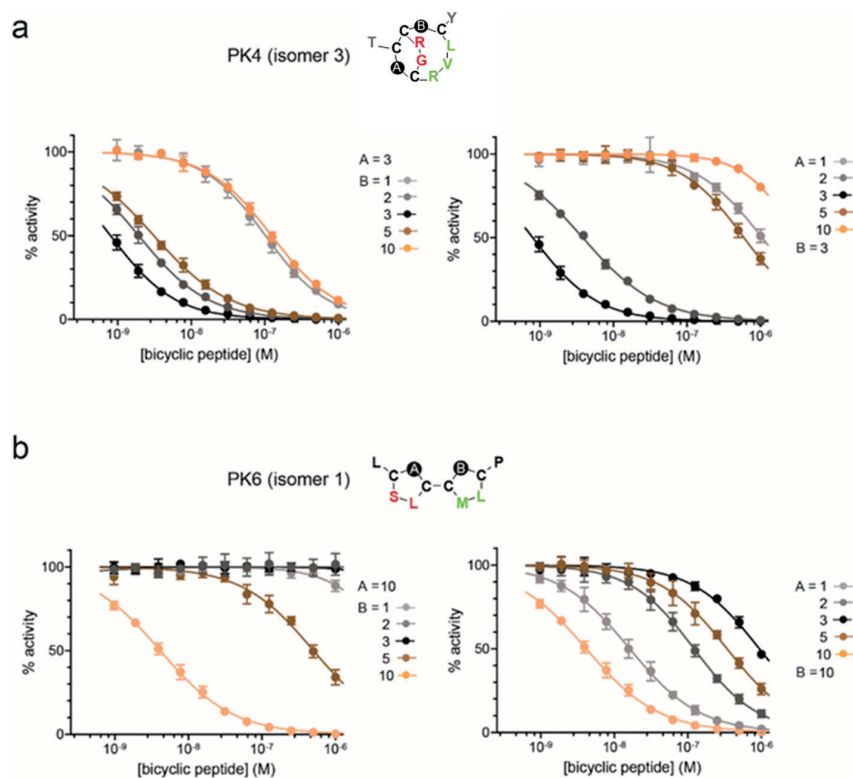 a
PK4 (isomer 3)
T C C B C Y
R L
A G V
C R
100
50
0
% activity
10-9 10-8 10-7 10-6
[bicyclic peptide] (M)
A = 3
B = 1
2
3
5
10
100
50
0
% activity
10-9 10-8 10-7 10-6
[bicyclic peptide] (M)
A = 1
2
3
5
10
B = 3
b
PK6 (isomer 1)
L A B P
C C C C
S L M L
100
50
0
% activity
10-9 10-8 10-7 10-6
[bicyclic peptide] (M)
A = 10
B = 1
2
3
5
10
100
50
0
% activity
10-9 10-8 10-7 10-6
[bicyclic peptide] (M)
A = 1
2
3
5
10
B = 10